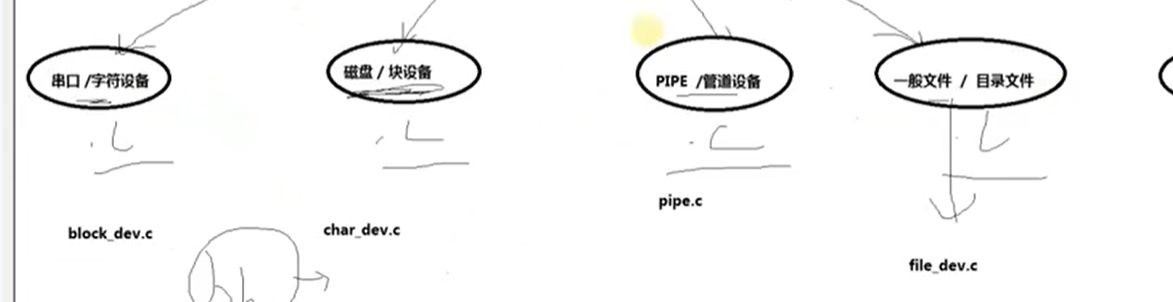 串口 /字符设备
磁盘 / 块设备
PIPE /管道设备
一般文件 / 目录文件
.C
.C
.C
.C
pipe.c
block_dev.c
char_dev.c
file_dev.c